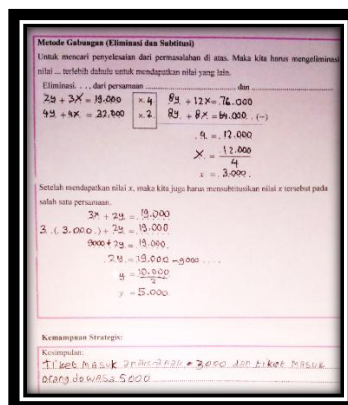 Metode Gabungan (Eliminasi dan Subtitusi)
Untuk mencari penyelesaian dari permasalahan di atas. Maka kita harus mengeliminasi
nilai ... terlebih dahulu untuk mendapatkan nilai yang lain.
Eliminasi. . . , dari persamaan ........ dan ........
2y + 3x = 19.000 x 4 8y + 12x = 76.000
4y + 4x = 32.000 x 2 8y + 8x = 64.000 (-)
4 = 12.000
x = 12.000
4
x = 3.000
Setelah mendapatkan nilai x, maka kita juga harus mensubstitusikan nilai x tersebut pada
salah satu persamaan.
3x + 2y = 19.000
3 (3.000) + 2y = 19.000
9000 + 2y = 19.000
2y = 19.000 - 9000
y = 10.000
2
y = 5.000
Kemampuan Strategis:
Kesimpulan:
tiket masuk anak-anak = 3000 dan tiket masuk
orang dewasa 5000